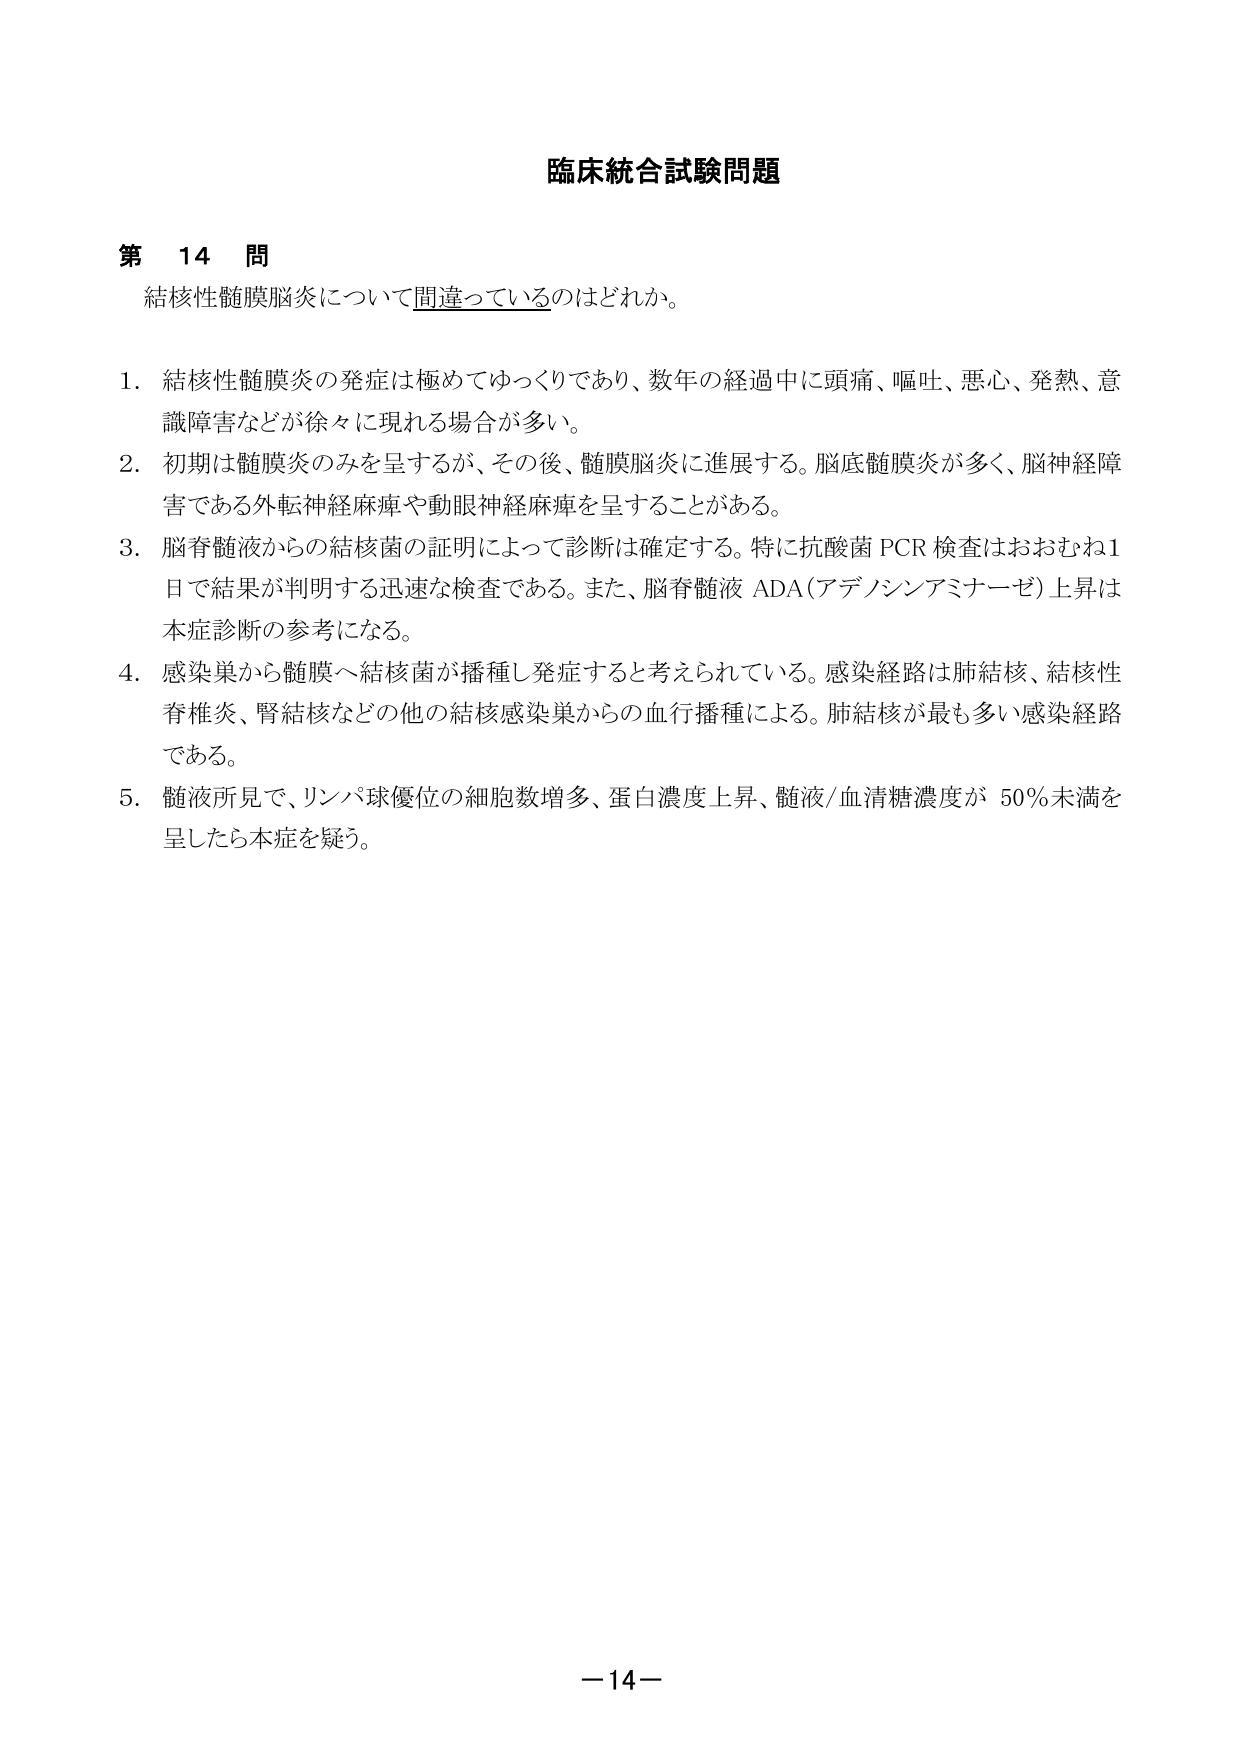 臨床統合試験問題
第 14 問
結核性髄膜脳炎について間違っているのはどれか。
1. 結核性髄膜炎の発症は極めてゆっくりであり、数年の経過中に頭痛、嘔吐、悪心、発熱、意
識障害などが徐々に現れる場合が多い。
2. 初期は髄膜炎のみを呈するが、その後、髄膜脳炎に進展する。脳底髄膜炎が多く、脳神経障
害である外転神経麻痺や動眼神経麻痺を呈することがある。
3. 脳脊髄液からの結核菌の証明によって診断は確定する。特に抗酸菌 PCR 検査はおおむね1
日で結果が判明する迅速な検査である。また、脳脊髄液 ADA（アデノシンアミナーゼ）上昇は
本症診断の参考になる。
4. 感染巣から髄膜へ結核菌が播種し発症すると考えられている。感染経路は肺結核、結核性
脊椎炎、腎結核などの他の結核感染巣からの血行播種による。肺結核が最も多い感染経路
である。
5. 髄液所見で、リンパ球優位の細胞数増多、蛋白濃度上昇、髄液/血清糖濃度が 50％未満を
呈したら本症を疑う。
－14－